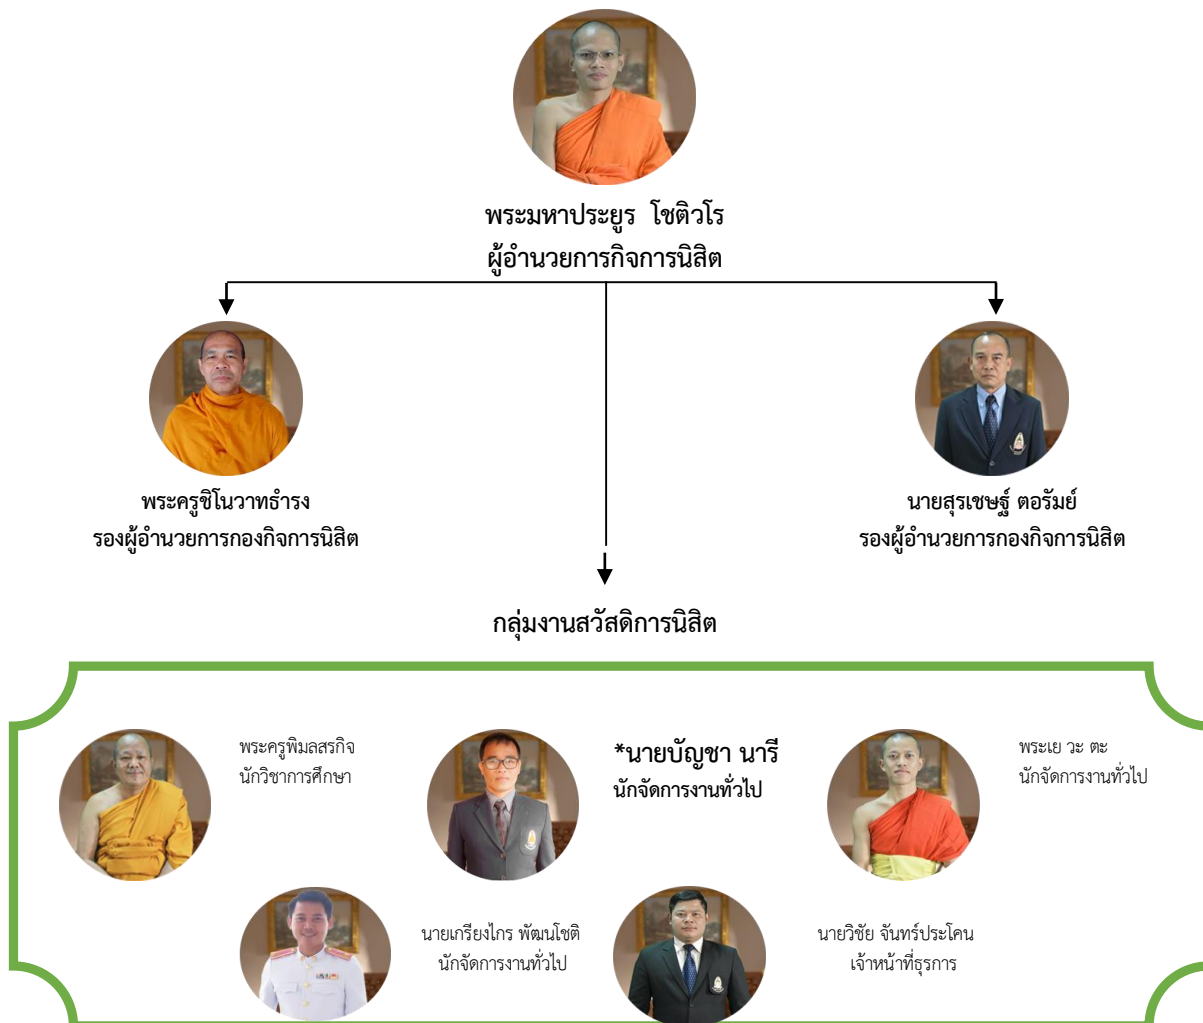 พระมหาประยูร โชติวโร
ผู้อำนวยการกิจการนิสิต
พระครูชิโนวาทธำรง
รองผู้อำนวยการกองกิจการนิสิต
นายสุรเชษฐ์ ตอรัมย์
รองผู้อำนวยการกองกิจการนิสิต
กลุ่มงานสวัสดิการนิสิต
พระครูพิมลสรกิจ
นักวิชาการศึกษา
*นายบัญชา นารี
นักจัดการงานทั่วไป
พระเย วะ ตะ
นักจัดการงานทั่วไป
นายเกรียงไกร พัฒนโชติ
นักจัดการงานทั่วไป
นายวิชัย จันทร์ประโคน
เจ้าหน้าที่ธุรการ